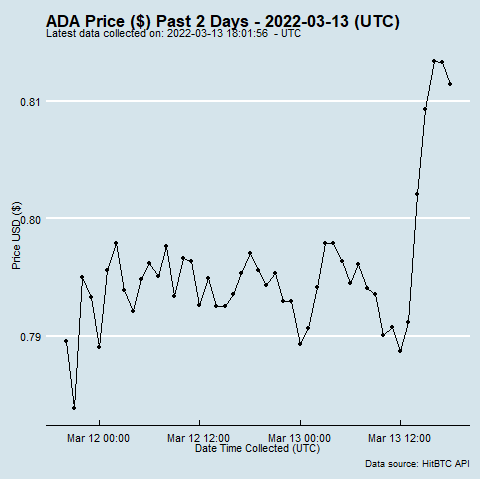 ADA Price ($) Past 2 Days - 2022-03-13 (UTC)
Latest data collected on: 2022-03-13 18:01:56  - UTC
Price USD ($)
0.81
0.80
0.79
Mar 12 00:00 Mar 12 12:00 Mar 13 00:00 Mar 13 12:00
Date Time Collected (UTC)
Data source: HitBTC API